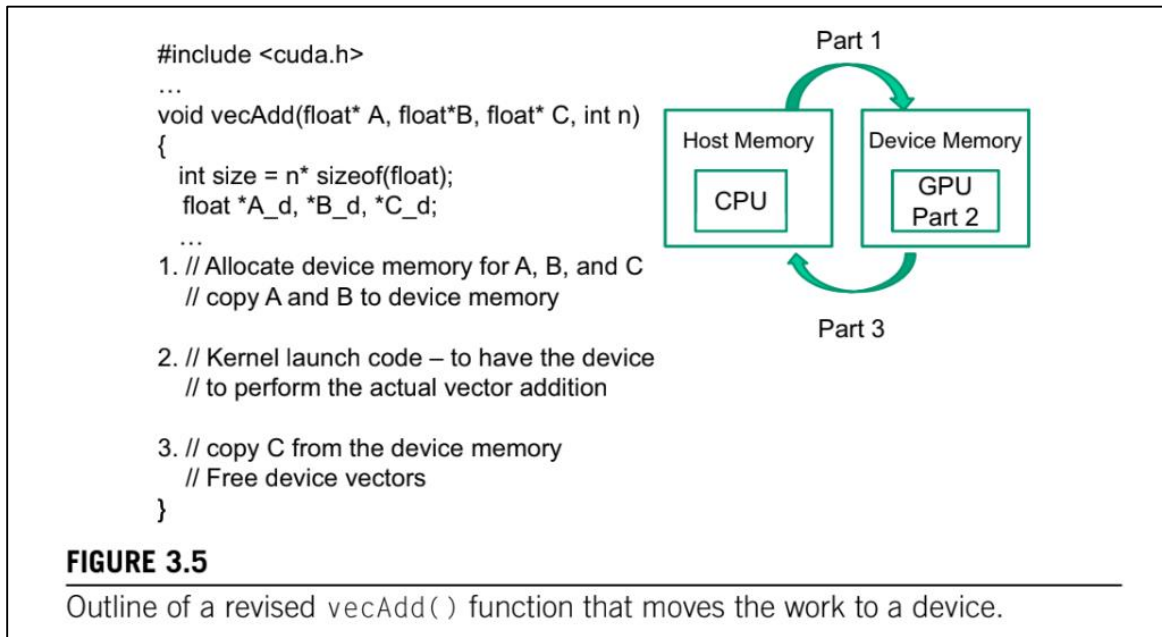 #include <cuda.h>
…
void vecAdd(float* A, float*B, float* C, int n)
{
int size = n* sizeof(float);
float *A_d, *B_d, *C_d;
…
1. // Allocate device memory for A, B, and C
// copy A and B to device memory
2. // Kernel launch code – to have the device
// to perform the actual vector addition
3. // copy C from the device memory
// Free device vectors
}
Part 1
Host Memory
CPU
Device Memory
GPU
Part 2
Part 3
FIGURE 3.5
Outline of a revised vecAdd() function that moves the work to a device.